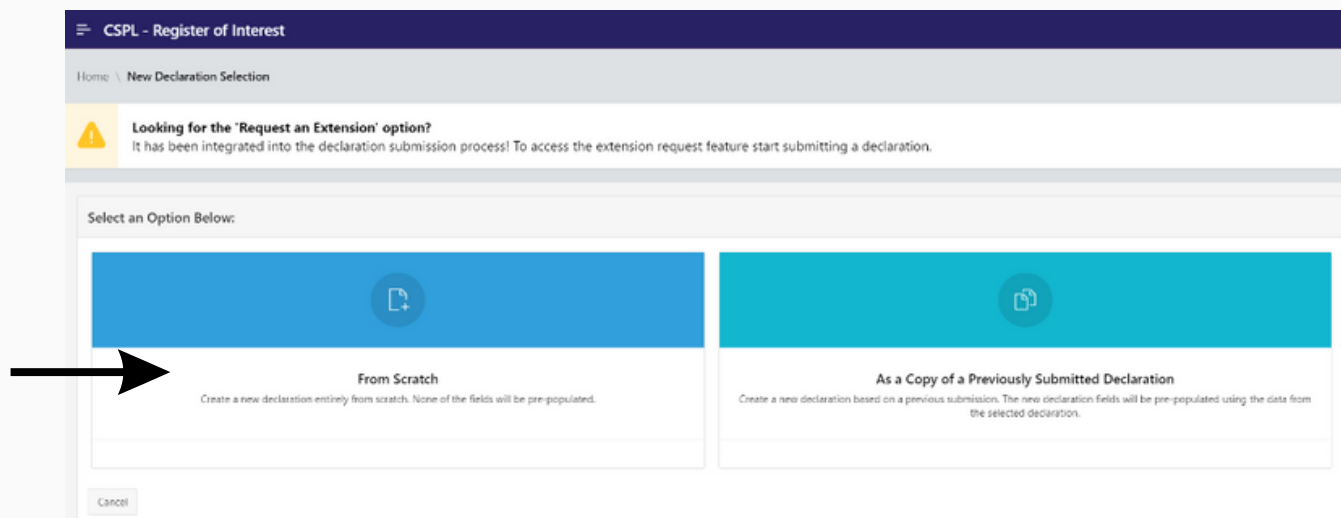 CSPL - Register of Interest
Home \ New Declaration Selection
Looking for the 'Request an Extension' option?
It has been integrated into the declaration submission process! To access the extension request feature start submitting a declaration.
Select an Option Below:
From Scratch
Create a new declaration entirely from scratch. None of the fields will be pre-populated.
As a Copy of a Previously Submitted Declaration
Create a new declaration based on a previous submission. The new declaration fields will be pre-populated using the data from
the selected declaration.
Cancel